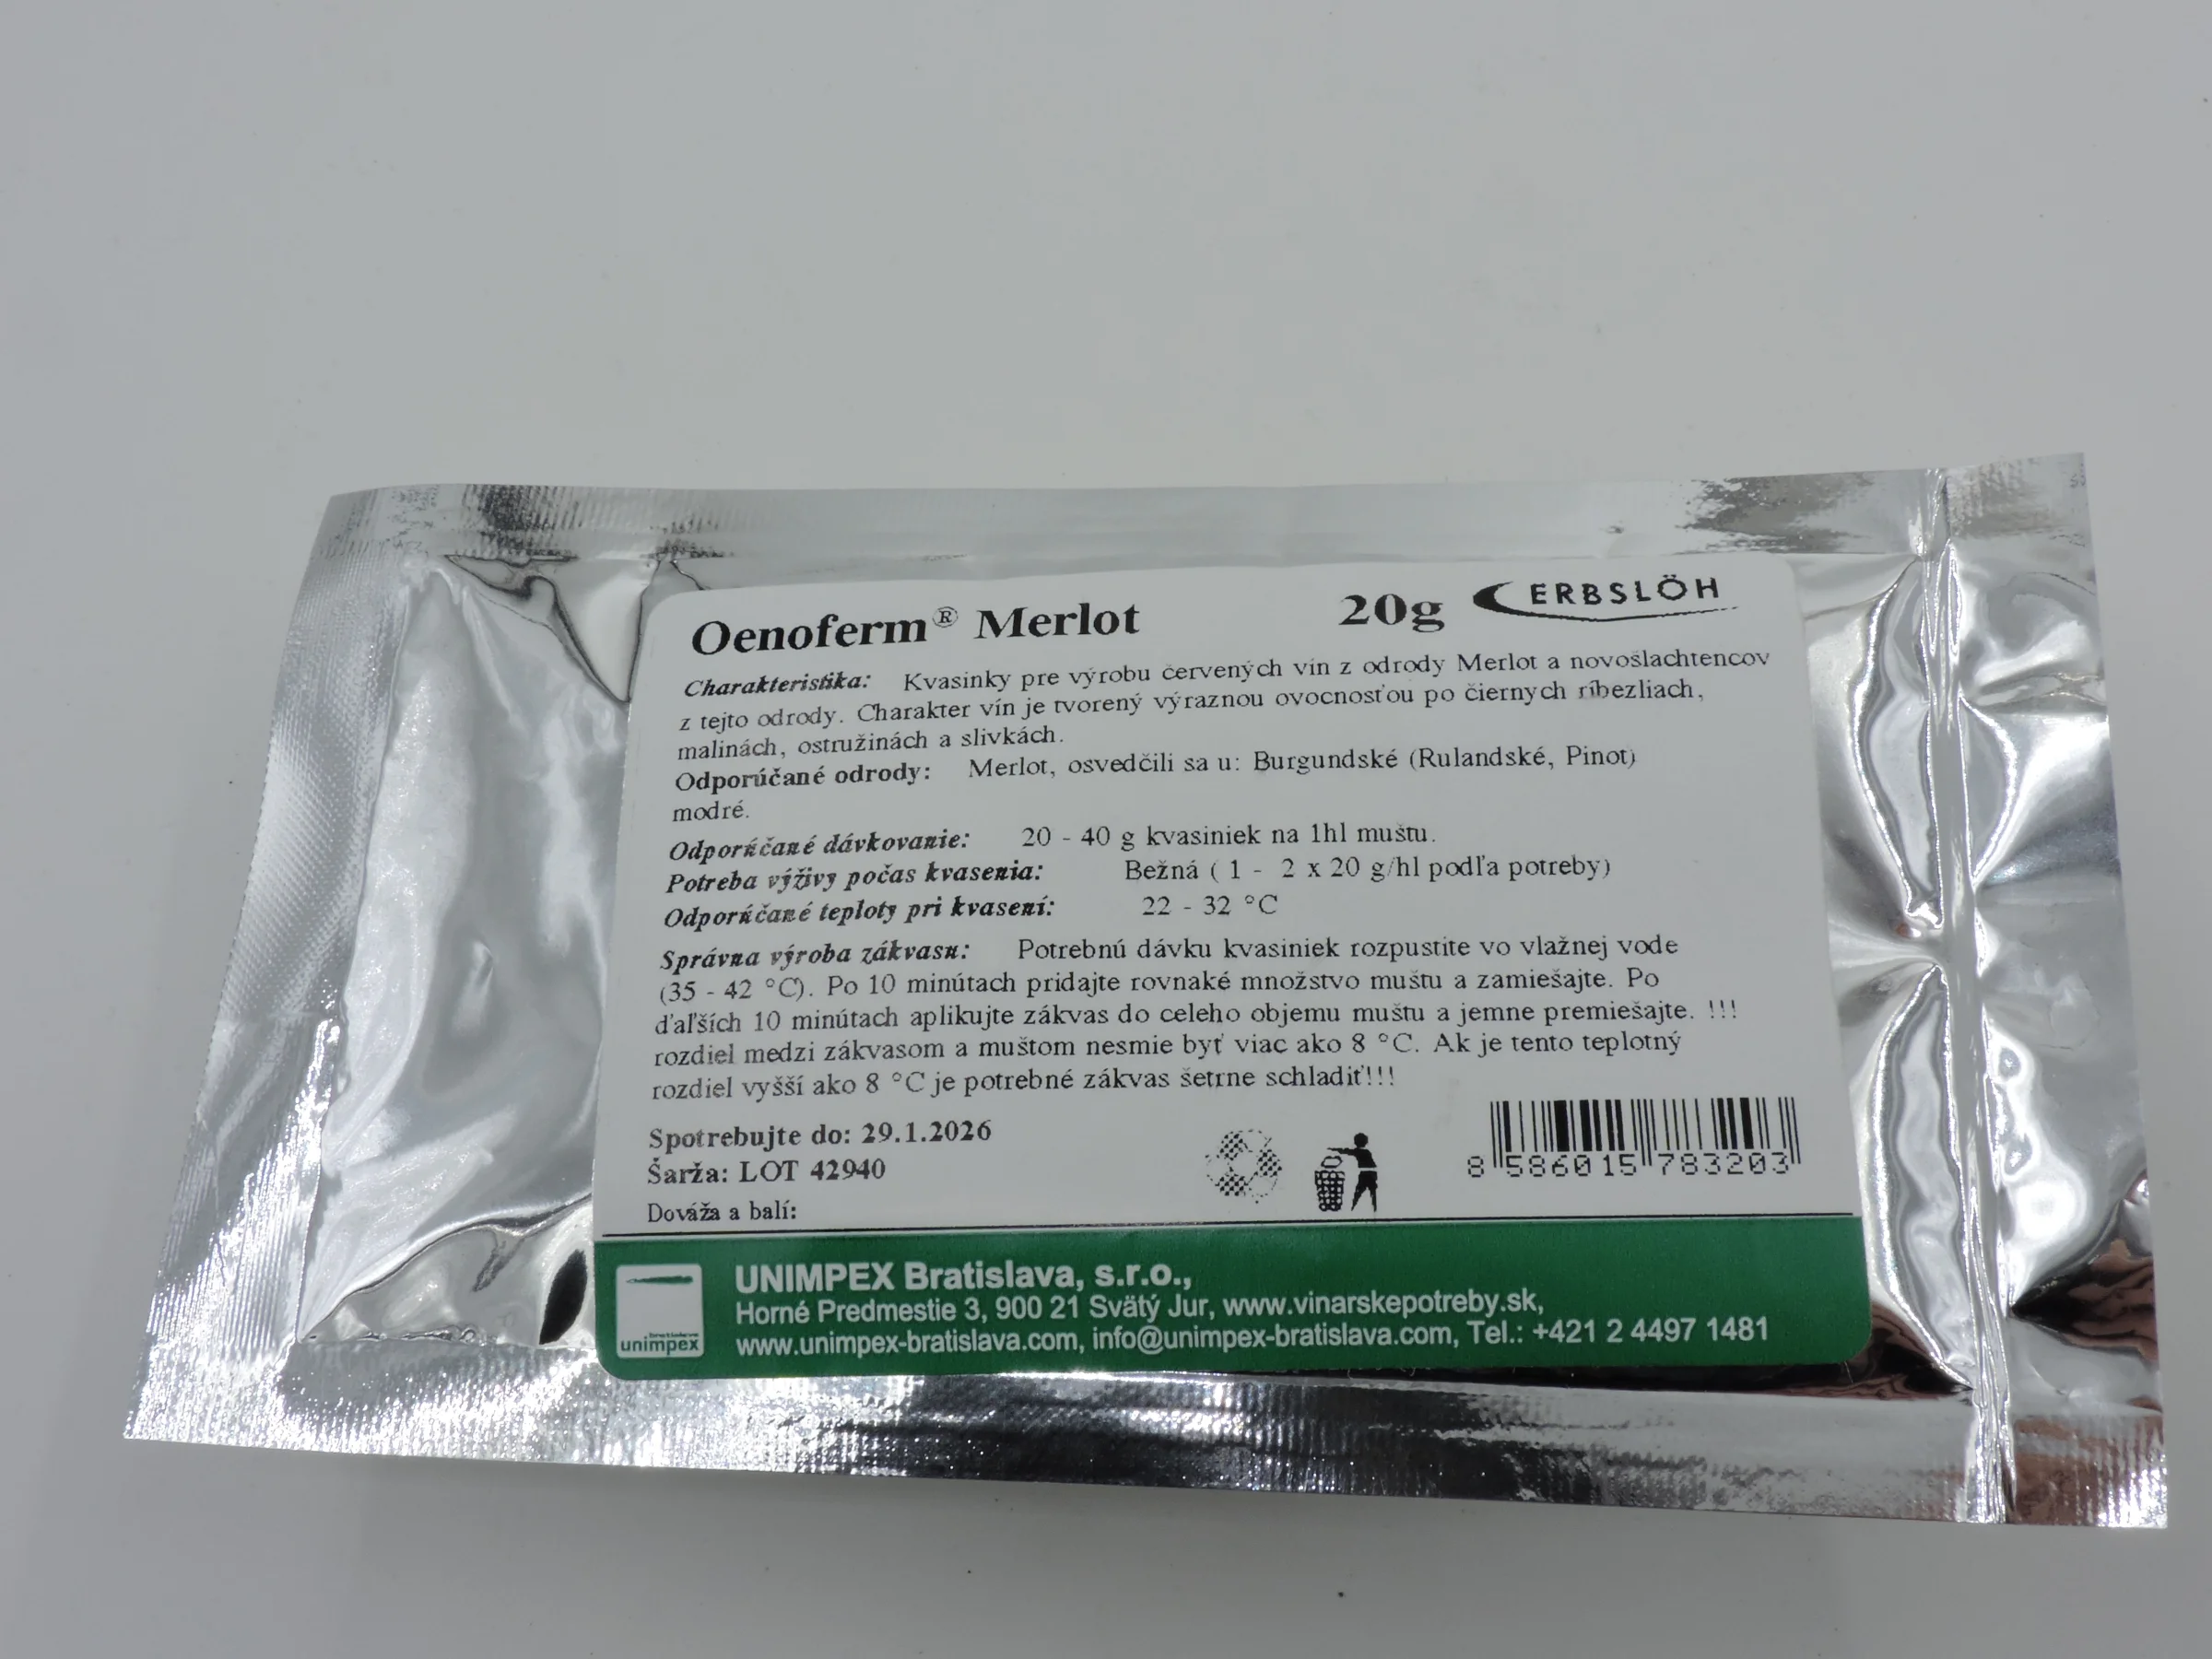 Oenoferm® Merlot 20g ERBSLÖH
Charakteristika: Kvasinky pre výrobu červených vín z odrody Merlot a novošlachtencov
z tejto odrody. Charakter vín je tvorený výraznou ovocnosťou po čiernych ríbezliach,
malinách, ostružinách a slivkách.
Odporúčané odrody: Merlot, osvedčili sa u: Burgundské (Rulandské, Pinot)
modré.
Odporúčané dávkovanie: 20 - 40 g kvasiniek na 1hl muštu.
Potreba výživy počas kvasenia: Bežná ( 1 - 2 x 20 g/hl podľa potreby)
Odporúčané teploty pri kvasení: 22 - 32 °C
Správna výroba zákvasu: Potrebnú dávku kvasiniek rozpustite vo vlažnej vode
(35 - 42 °C). Po 10 minútach pridajte rovnaké množstvo muštu a zamiešajte. Po
ďaľších 10 minútach aplikujte zákvas do celeho objemu muštu a jemne premiešajte. !!!
rozdiel medzi zákvasom a muštom nesmie byť viac ako 8 °C. Ak je tento teplotný
rozdiel vyšší ako 8 °C je potrebné zákvas šetrne schladiť!!!
Spotrebujte do: 29.1.2026
Šarža: LOT 42940
8 586015 783203
Dováža a balí:
UNIMPEX Bratislava, s.r.o.,
Horné Predmestie 3, 900 21 Svätý Jur, www.vinarskepotreby.sk,
www.unimpex-bratislava.com, info@unimpex-bratislava.com, Tel.: +421 2 4497 1481
bratislava
unimpex